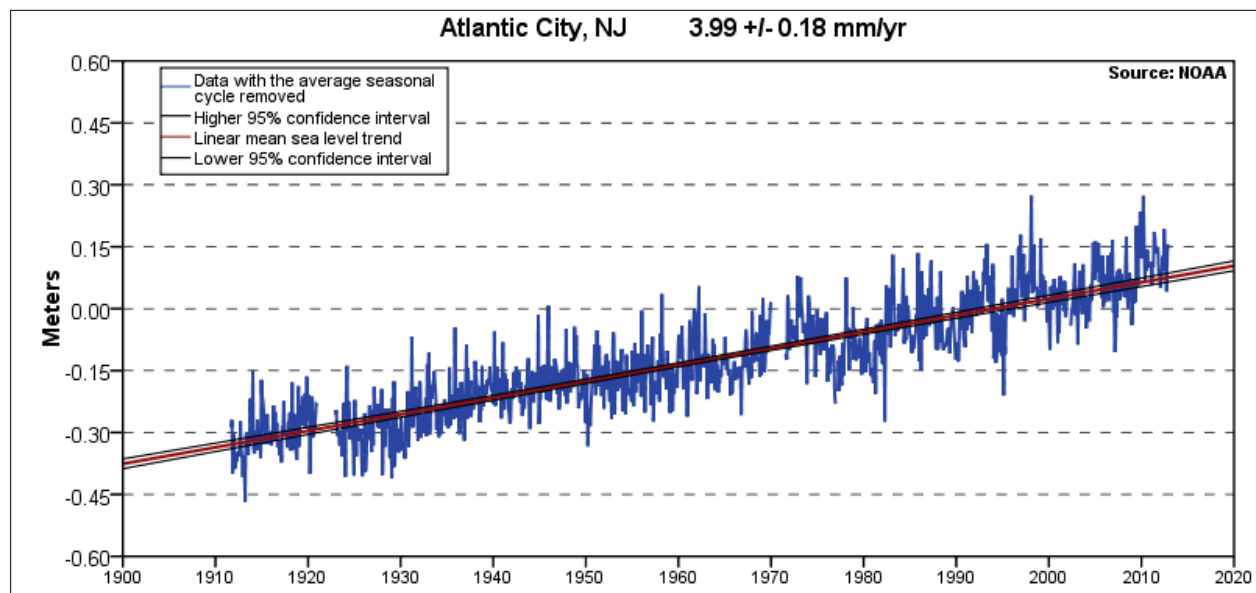 Atlantic City, NJ 3.99 +/- 0.18 mm/yr
Source: NOAA
Data with the average seasonal
cycle removed
Higher 95% confidence interval
Linear mean sea level trend
Lower 95% confidence interval
Meters
0.60
0.45
0.30
0.15
0.00
-0.15
-0.30
-0.45
-0.60
1900 1910 1920 1930 1940 1950 1960 1970 1980 1990 2000 2010 2020